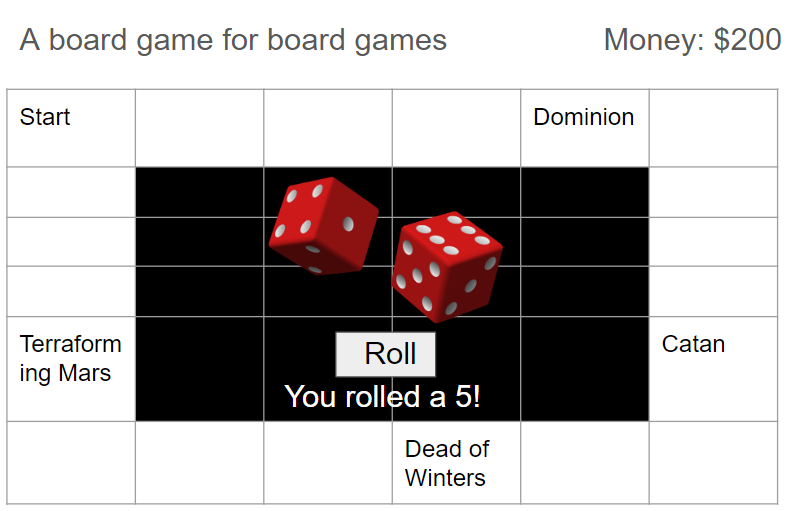 A board game for board games
Money: $200
Start
Dominion
Terraform
ing Mars
Roll
Catan
You rolled a 5!
Dead of
Winters